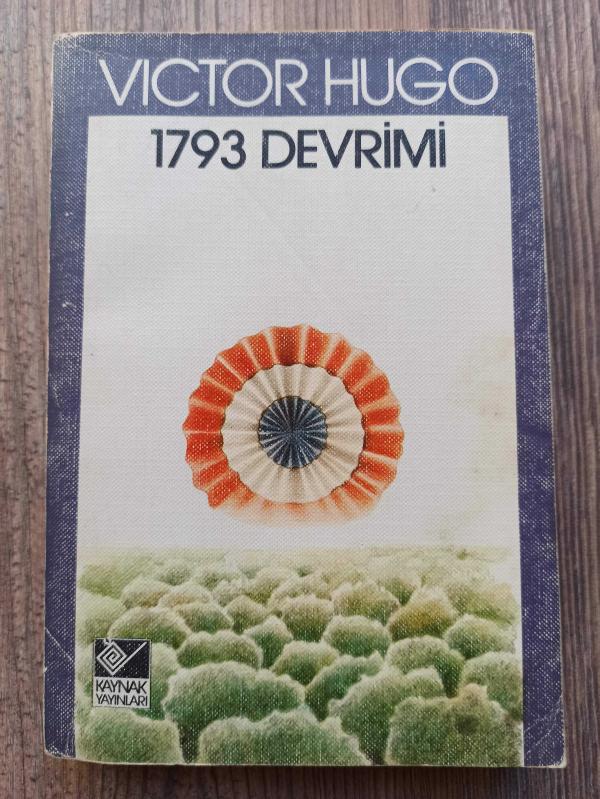 VICTOR HUGO
1793 DEVRİMİ
KAYNAK
YAYINLARI